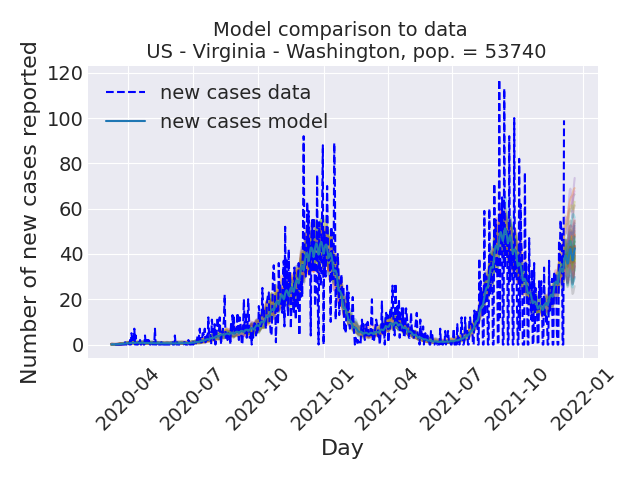 Model comparison to data
US - Virginia - Washington, pop. = 53740
Number of new cases reported
120
100
80
60
40
20
0
new cases data
new cases model
2020-04
2020-07
2020-10
2021-01
2021-04
2021-07
2021-10
2022-01
Day